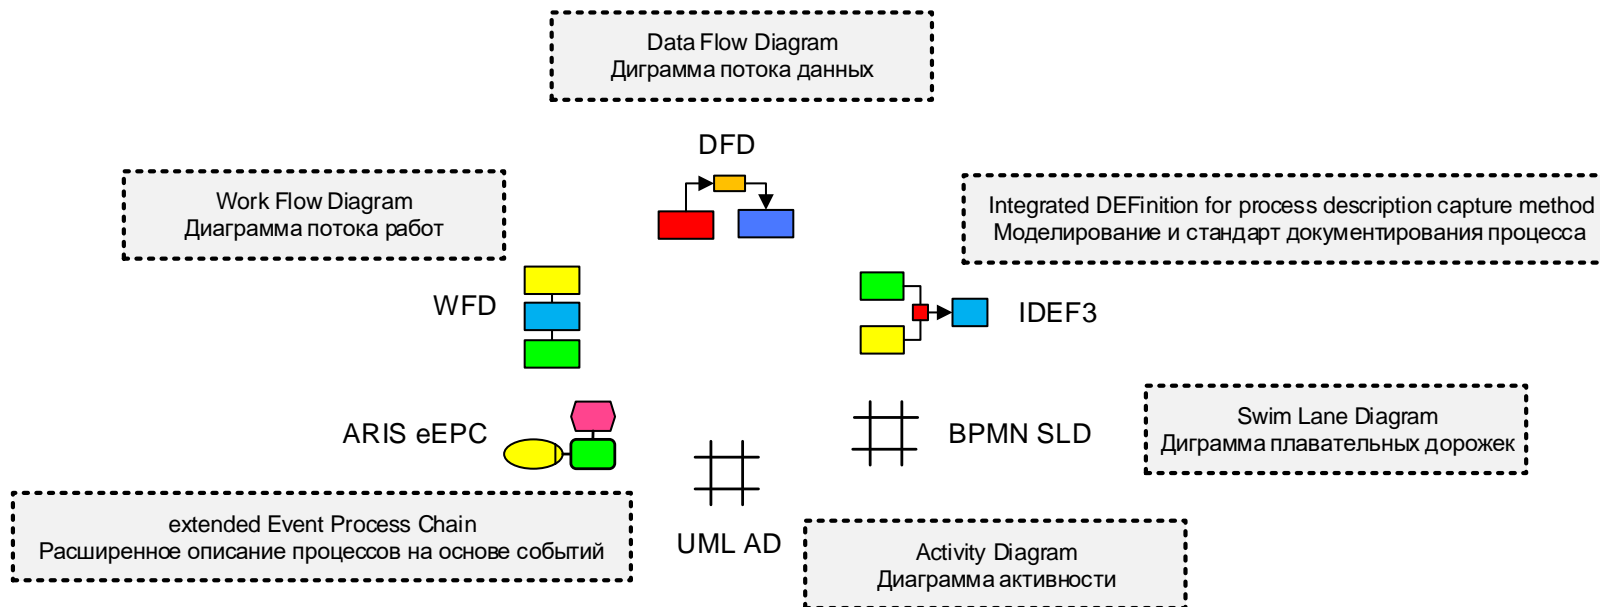 Data Flow Diagram
Диграмма потока данных
DFD
Work Flow Diagram
Диаграмма потока работ
Integrated DEFinition for process description capture method
Моделирование и стандарт документирования процесса
WFD
IDEF3
Swim Lane Diagram
Диграмма плавательных дорожек
ARIS eEPC
BPMN SLD
extended Event Process Chain
Расширенное описание процессов на основе событий
UML AD
Activity Diagram
Диаграмма активности